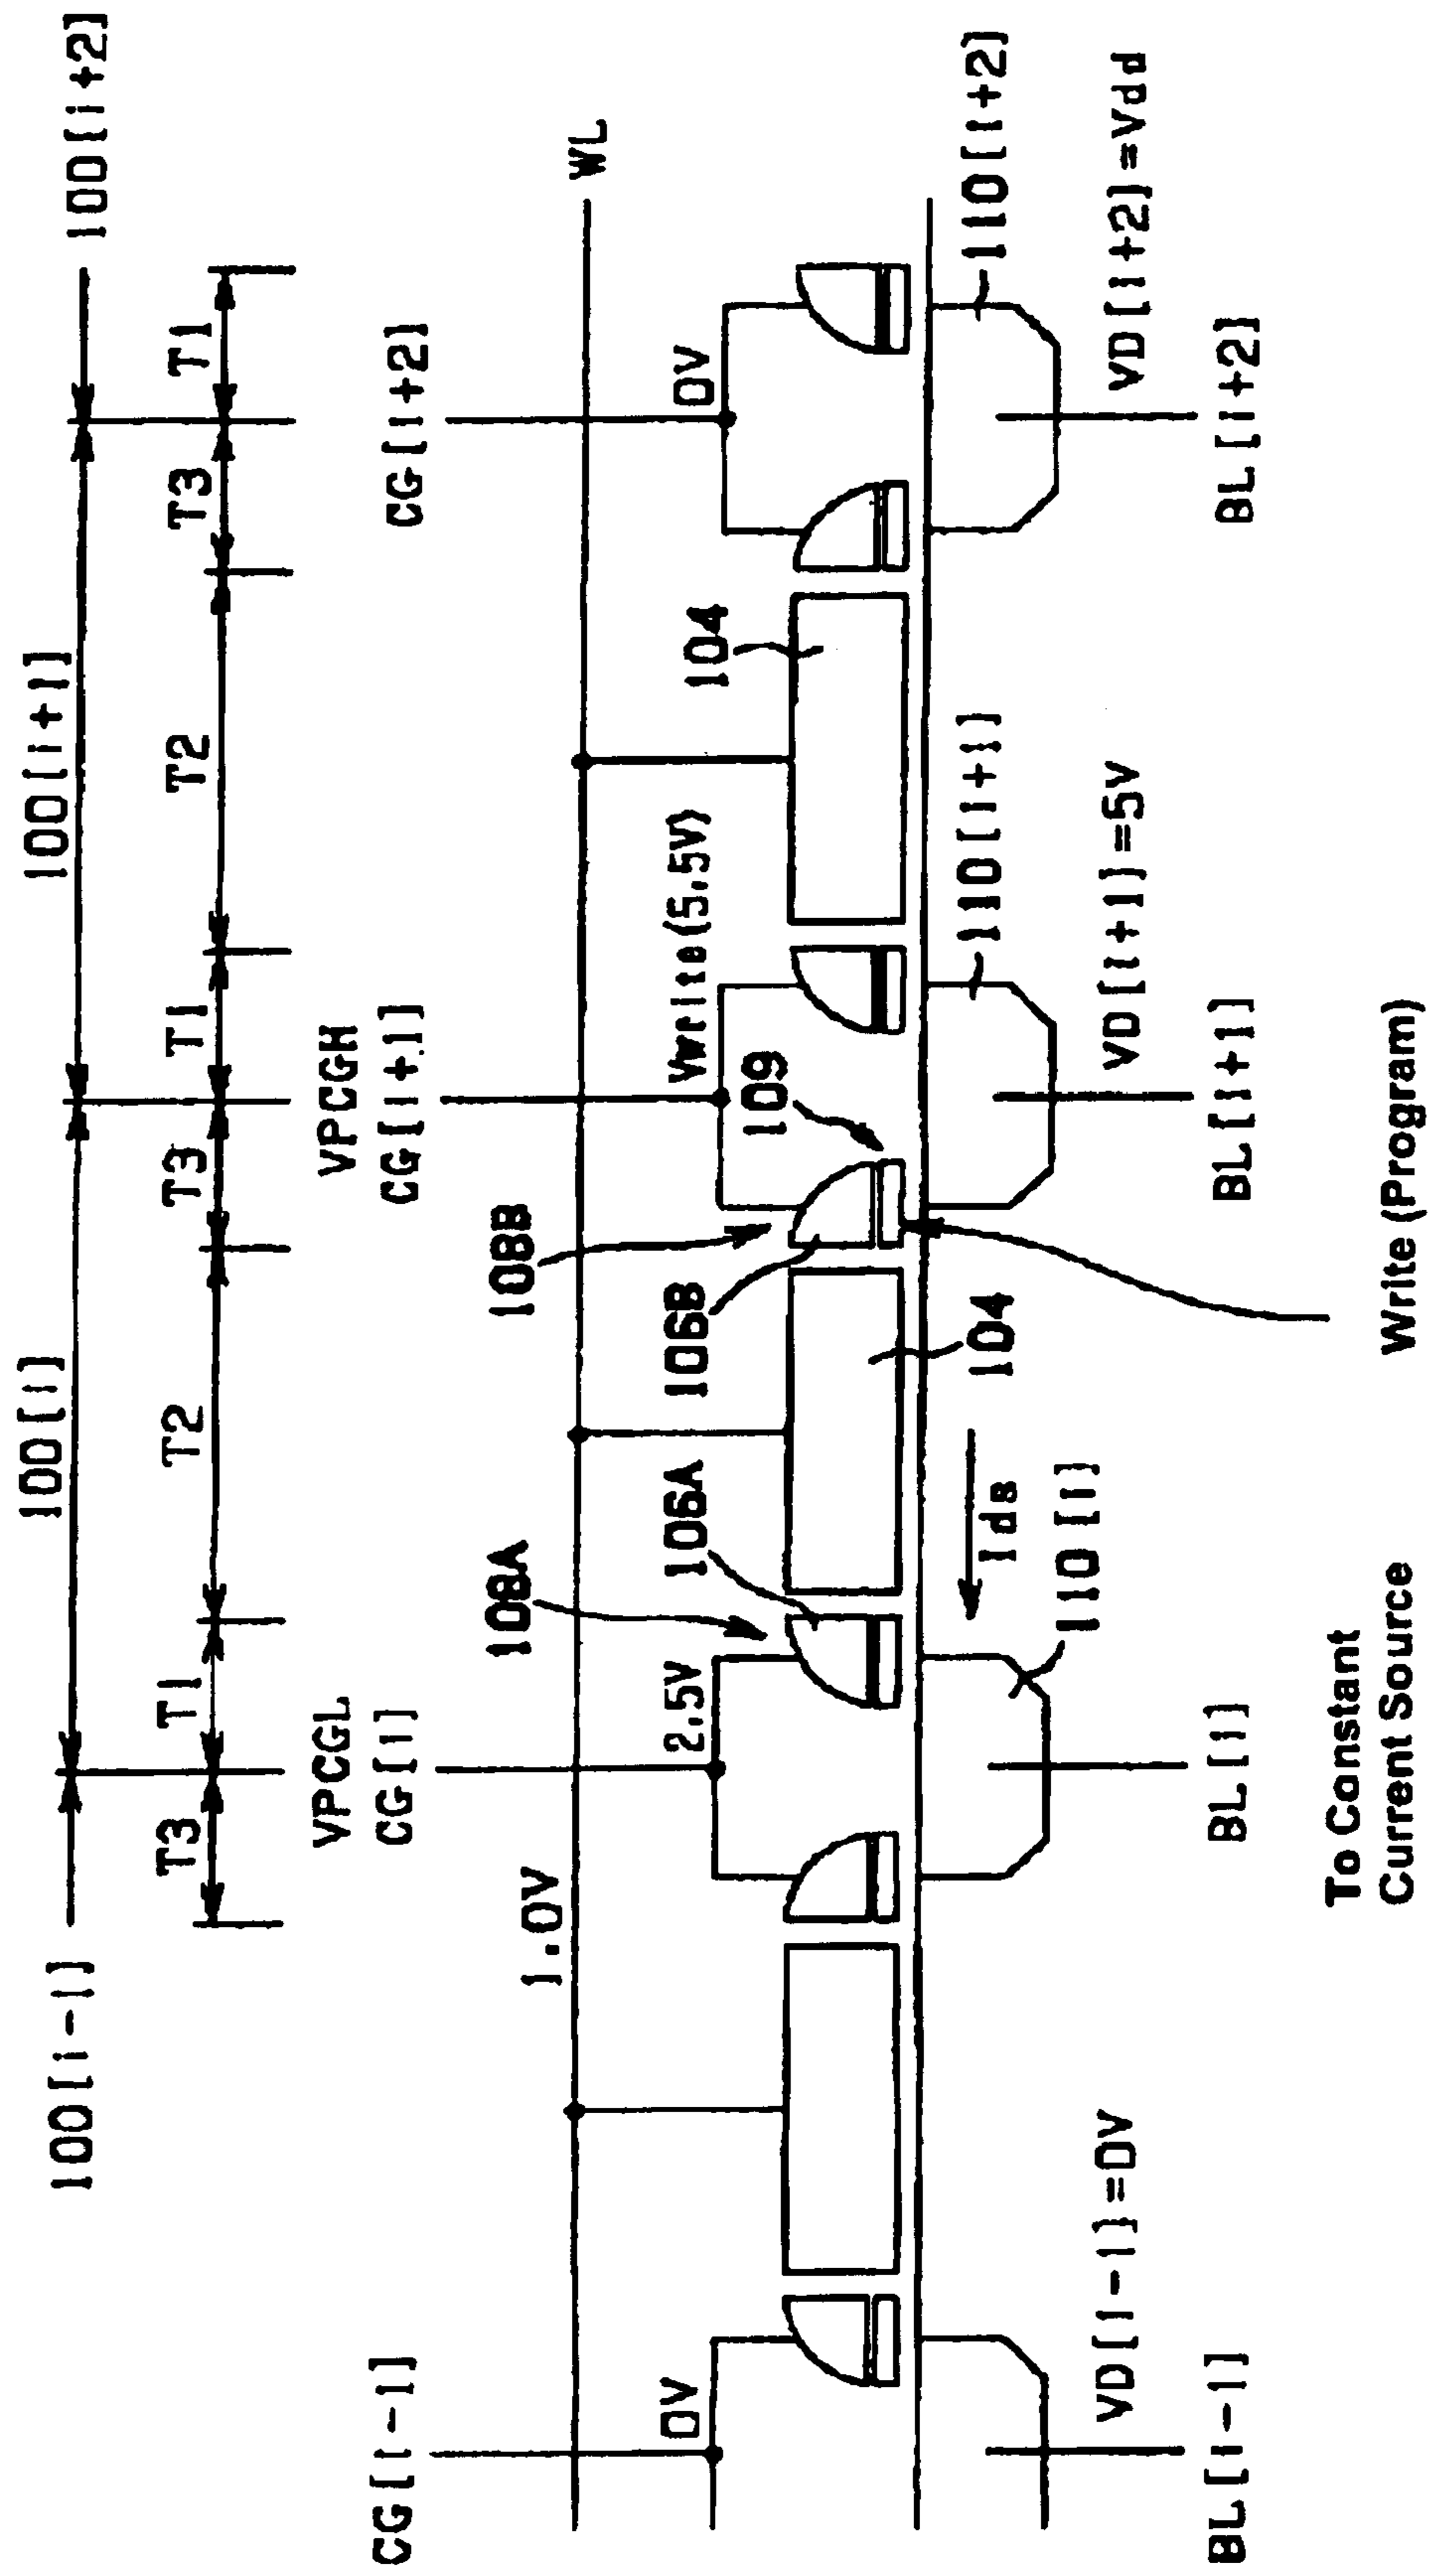 100[i-1]
100[i]
100[i+1]
100[i+2]
T3
T1
T2
T3
T1
T2
T3
T1
VPCGL
VPCGH
CG[i-1]
CG[i]
CG[i+1]
CG[i+2]
1.0V
WL
108A
108B
0V
2.5V
106A
106B
109
Vwrite(5.5V)
104
0V
Ids
104
110[i]
110[i+1]
110[i+2]
VD[i-1]=0V
VD[i+1]=5V
VD[i+2]=Vdd
BL[i-1]
BL[i]
BL[i+1]
BL[i+2]
To Constant
Current Source
Write (Program)